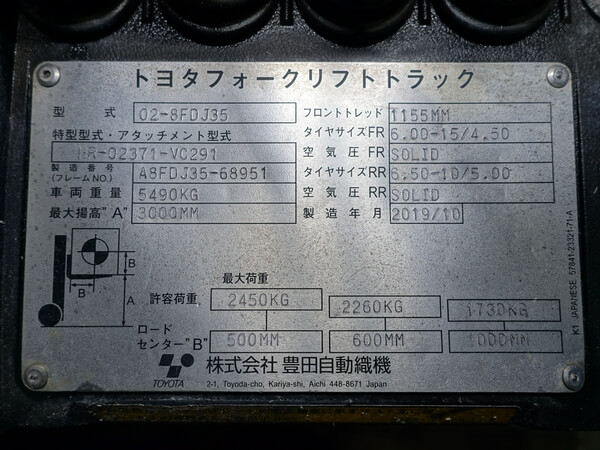 トヨタフォークリフトトラック
型式 02-8FDJ35 フロントトレッド 1155MM
特型型式・アタッチメント型式 タイヤサイズFR 6.00-15/4.50
HR-02371-VC291 空気圧FR SOLID
製造番号 (フレームNO.) A8FDJ35-68951 タイヤサイズRR 6.50-10/5.00
車両重量 5490KG 空気圧RR SOLID
最大揚高"A" 3000MM 製造年月 2019/10
B
B
A
最大荷重
許容荷重 2450KG 2260KG 1730KG
ロードセンター"B" 500MM 600MM 1000MM
TOYOTA 株式会社 豊田自動織機
2-1, Toyoda-cho, Kariya-shi, Aichi 448-8671 Japan
K1 JAPANESE 57841-23321-71-A